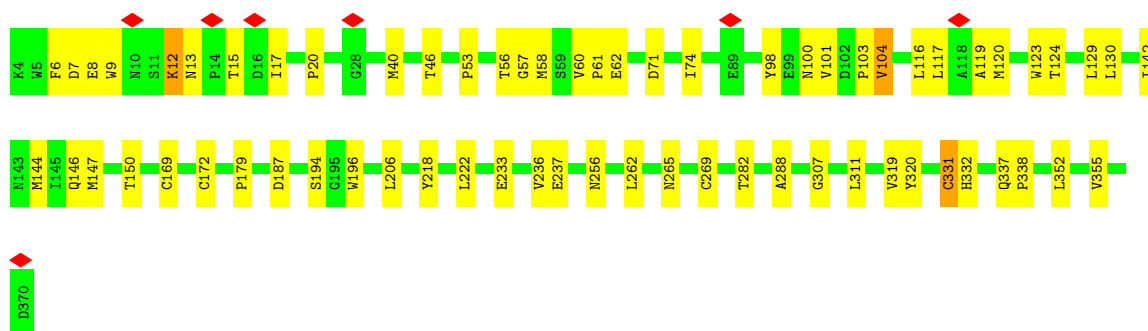 K4 W5 F6 D7 E8 W9 N10 S11 K12 N13 P14 T15 D16 I17 P20 G28 M40 T46 P53 T56 G57 M58 S59 V60 P61 E62 D71 I74 E89 Y98 E99 N100 V101 D102 P103 V104 L116 L117 A118 A119 M120 W123 T124 L129 L130
N143 M144 I145 Q146 M147 T150 C169 C172 P179 D187 S194 G195 W196 L206 Y218 L222 E233 V236 E237 N256 L262 N265 C269 T282 A288 G307 L311 V319 Y320 C331 H332 Q337 P338 L352 V355
D370